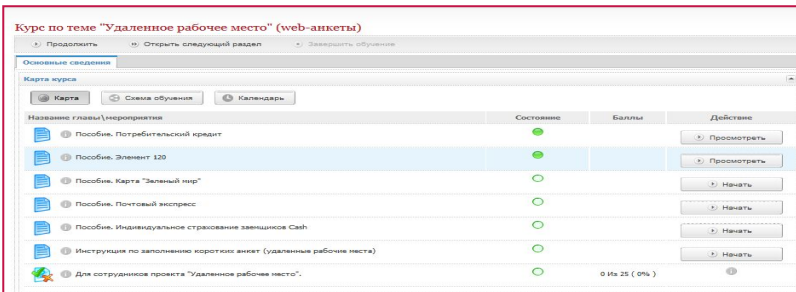 Курс по теме "Удаленное рабочее место" (web-анкеты)
Продолжить Открыть следующий раздел Завершить обучение
Основные сведения
Карта курса
Карта Схема обучения Календарь
Название главы\мероприятия Состояние Баллы Действие
Пособие. Потребительский кредит Просмотреть
Пособие. Элемент 120 Просмотреть
Пособие. Карта "Зеленый мир" Начать
Пособие. Почтовый экспресс Начать
Пособие. Индивидуальное страхование заемщиков Cash Начать
Инструкция по заполнению коротких анкет (удаленные рабочие места) Начать
Для сотрудников проекта "Удаленное рабочее место". 0 Из 25 ( 0% )